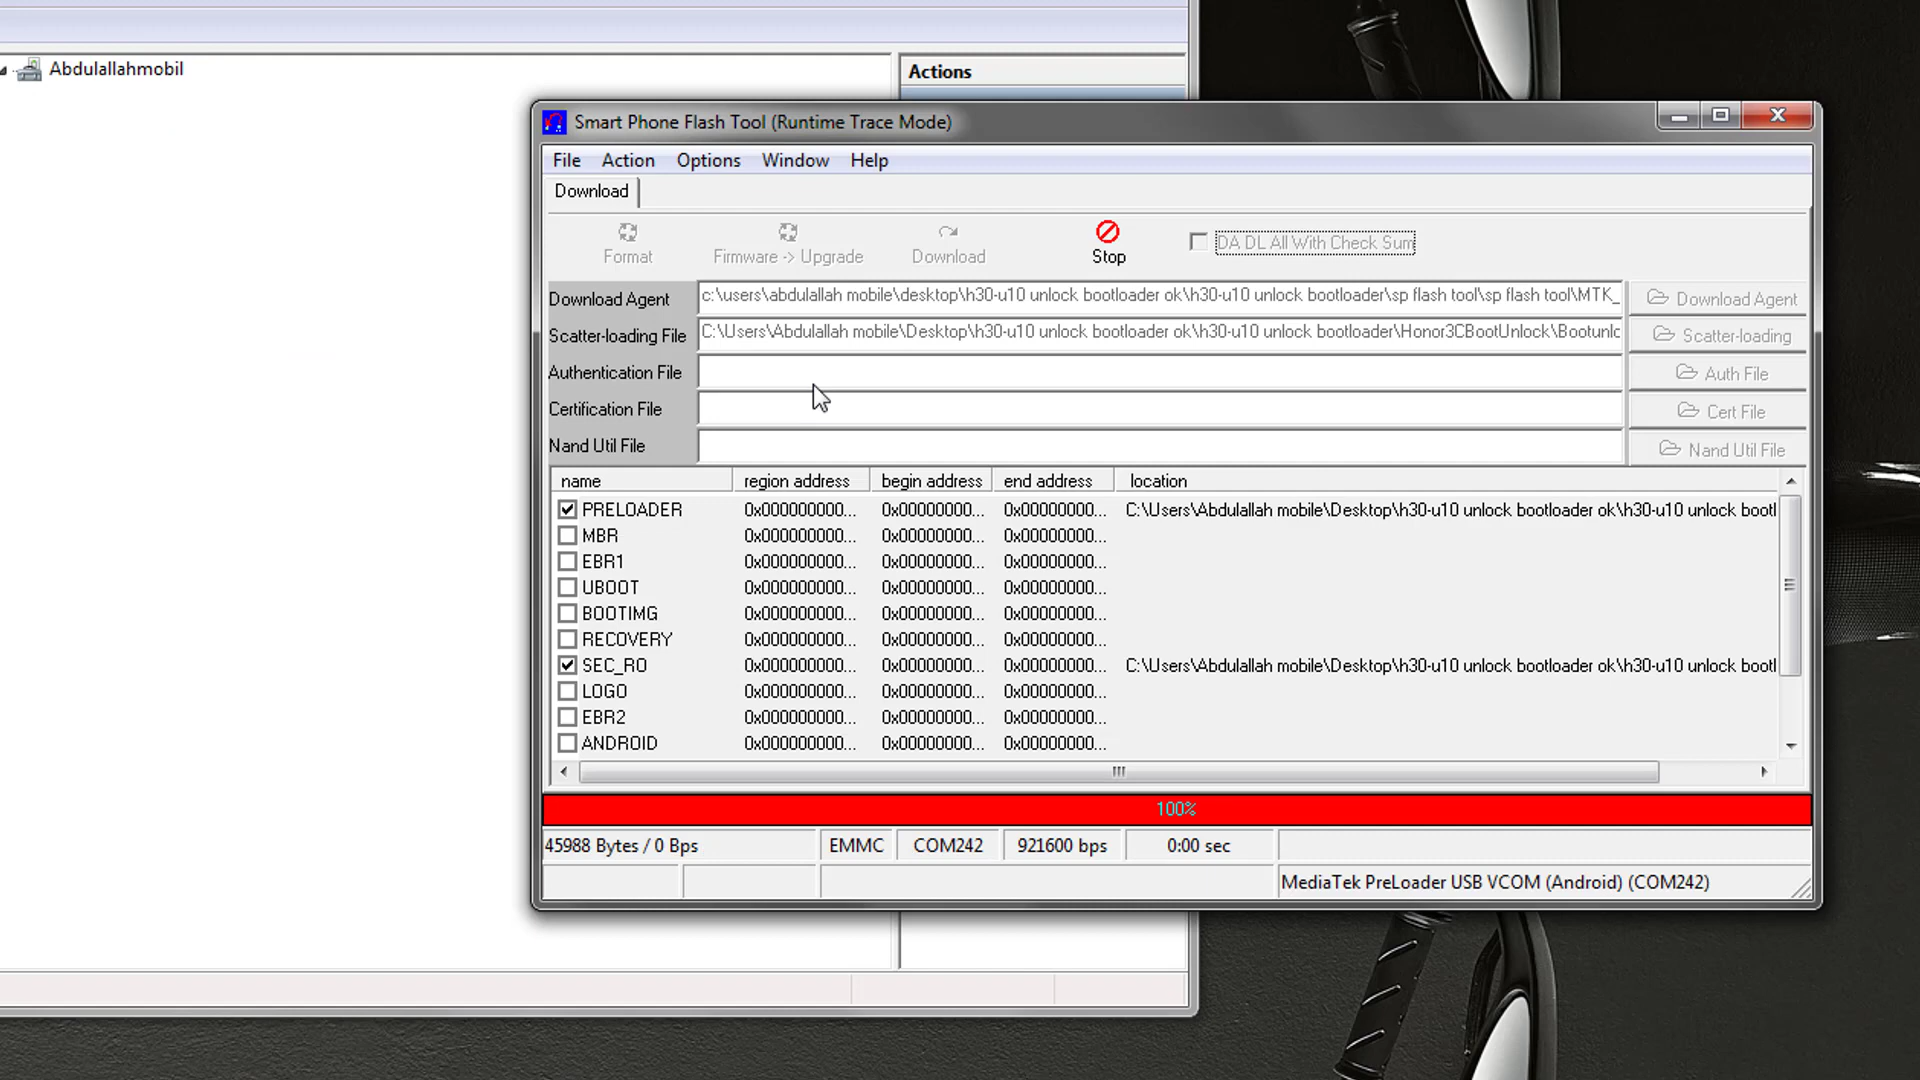 Abdulallahmobil
Actions
Smart Phone Flash Tool (Runtime Trace Mode)
File Action Options Window Help
Download
Format Firmware -> Upgrade Download Stop DA DL All With Check Sum
Download Agent c:\users\abdulallah mobile\desktop\h30-u10 unlock bootloader ok\h30-u10 unlock bootloader\sp flash tool\sp flash tool\MTK_ Download Agent
Scatter-loading File C:\Users\Abdulallah mobile\Desktop\h30-u10 unlock bootloader ok\h30-u10 unlock bootloader\Honor3CBootUnlock\Bootunlc Scatter-loading
Authentication File Auth File
Certification File Cert File
Nand Util File Nand Util File
name region address begin address end address location
PRELOADER 0x000000000... 0x00000000... 0x00000000... C:\Users\Abdulallah mobile\Desktop\h30-u10 unlock bootloader ok\h30-u10 unlock bootl
MBR 0x000000000... 0x00000000... 0x00000000...
EBR1 0x000000000... 0x00000000... 0x00000000...
UBOOT 0x000000000... 0x00000000... 0x00000000...
BOOTIMG 0x000000000... 0x00000000... 0x00000000...
RECOVERY 0x000000000... 0x00000000... 0x00000000...
SEC_RO 0x000000000... 0x00000000... 0x00000000... C:\Users\Abdulallah mobile\Desktop\h30-u10 unlock bootloader ok\h30-u10 unlock bootl
LOGO 0x000000000... 0x00000000... 0x00000000...
EBR2 0x000000000... 0x00000000... 0x00000000...
ANDROID 0x000000000... 0x00000000... 0x00000000...
100%
45988 Bytes / 0 Bps EMMC COM242 921600 bps 0:00 sec
MediaTek PreLoader USB VCOM (Android) (COM242)